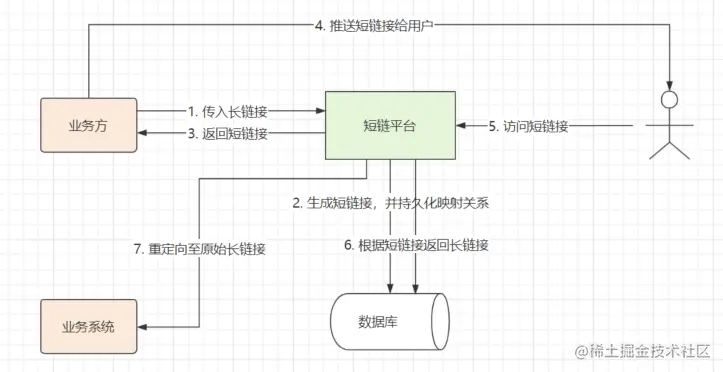 4. 推送短链接给用户
业务方
1. 传入长链接
3. 返回短链接
短链平台
5. 访问短链接
2. 生成短链接，并持久化映射关系
7. 重定向至原始长链接
6. 根据短链接返回长链接
业务系统
数据库
@稀土掘金技术社区